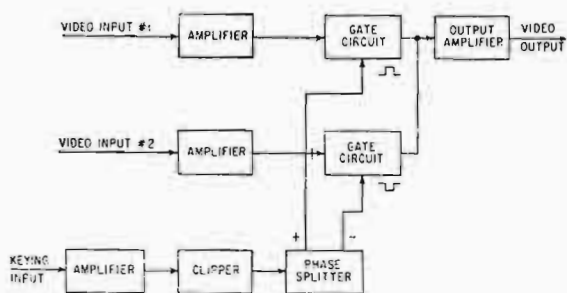 VIDEO INPUT #1
AMPLIFIER
GATE
CIRCUIT
OUTPUT
AMPLIFIER
VIDEO
OUTPUT
VIDEO INPUT #2
AMPLIFIER
GATE
CIRCUIT
+ -
KEYING
INPUT
AMPLIFIER
CLIPPER
PHASE
SPLITTER